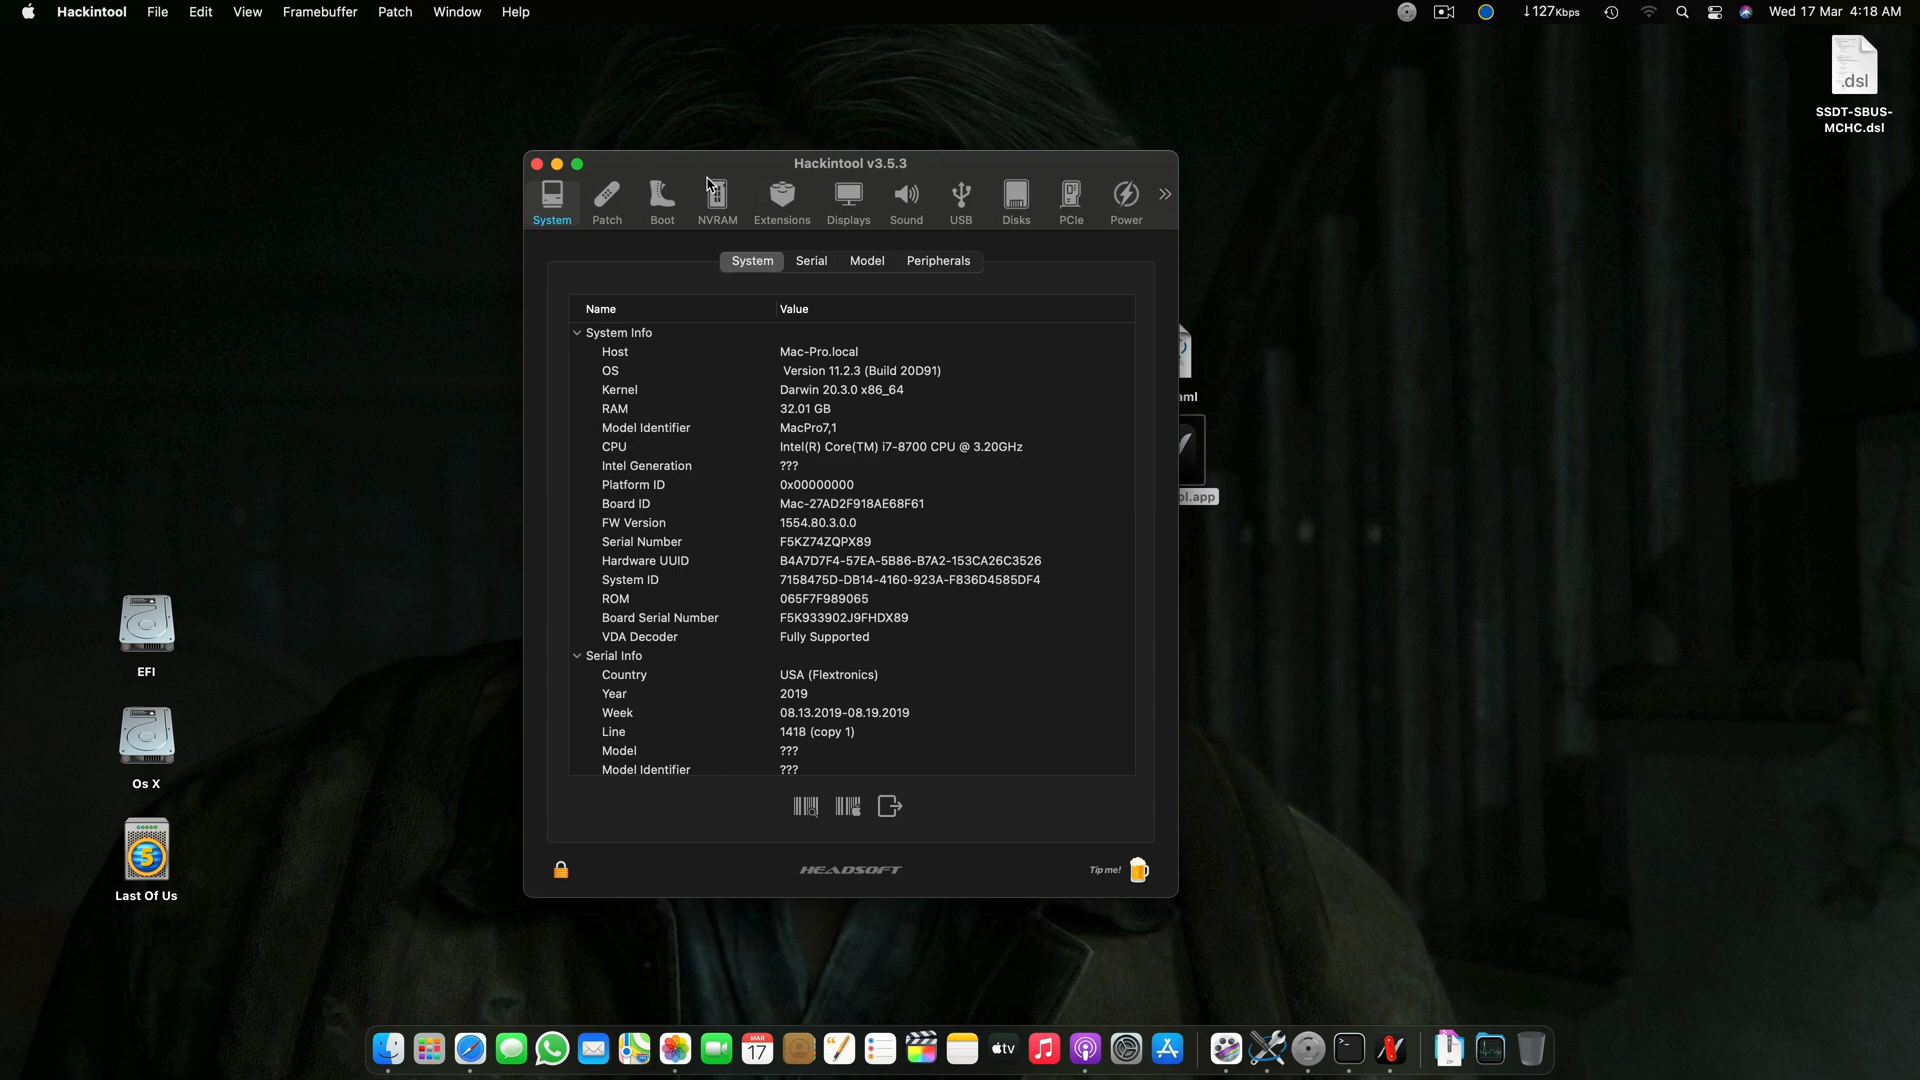 Hackintool File Edit View Framebuffer Patch Window Help
↓127Kbps
Wed 17 Mar 4:18 AM
.dsl
SSDT-SBUS-
MCHC.dsl
Hackintool v3.5.3
System Patch Boot NVRAM Extensions Displays Sound USB Disks PCIe Power
System Serial Model Peripherals
Name Value
System Info
Host Mac-Pro.local
OS Version 11.2.3 (Build 20D91)
Kernel Darwin 20.3.0 x86_64
RAM 32.01 GB
Model Identifier MacPro7,1
CPU Intel(R) Core(TM) i7-8700 CPU @ 3.20GHz
Intel Generation ???
Platform ID 0x00000000
Board ID Mac-27AD2F918AE68F61
FW Version 1554.80.3.0.0
Serial Number F5KZ74ZQPX89
Hardware UUID B4A7D7F4-57EA-5B86-B7A2-153CA26C3526
System ID 7158475D-DB14-4160-923A-F836D4585DF4
ROM 065F7F989065
Board Serial Number F5K933902J9FHDX89
VDA Decoder Fully Supported
Serial Info
Country USA (Flextronics)
Year 2019
Week 08.13.2019-08.19.2019
Line 1418 (copy 1)
Model ???
Model Identifier ???
HEADSOFT
Tip me!
aml
ol.app
EFI
Os X
5
Last Of Us
MAR
17
tv
ZIP